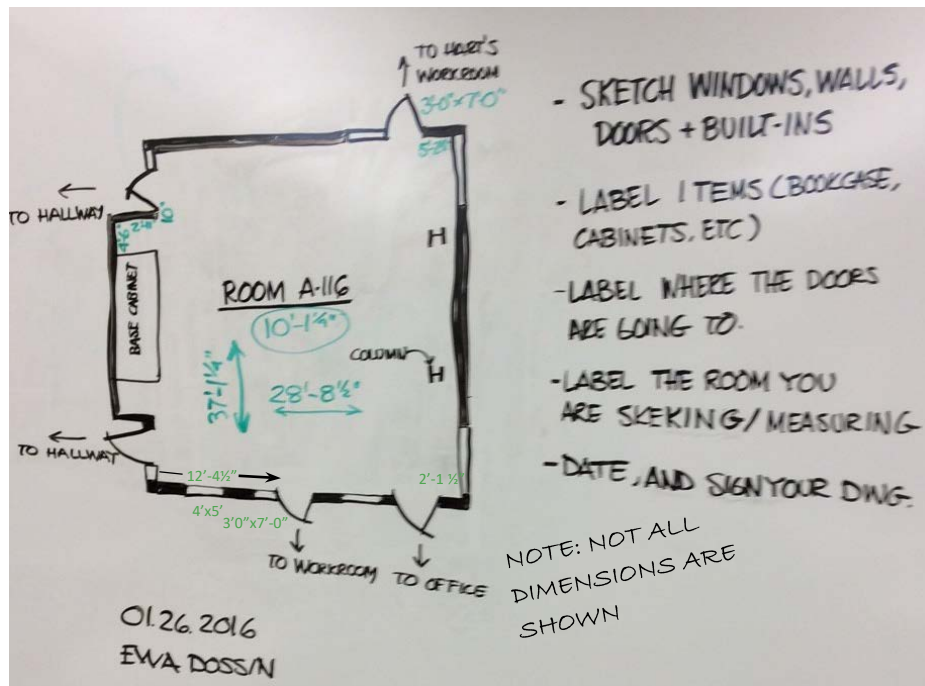 TO HART'S
WORKROOM
3'-0"x7'-0"
5'-8½"
TO HALLWAY
10"
2'-11"
4'-6"
BASE CABINET
H
ROOM A-116
10'-1¼"
COLUMN
H
37'-1¼"
28'-8½"
TO HALLWAY
12'-4½"
2'-1 ½
4'x5'
3'0"x7'-0"
TO WORKROOM
TO OFFICE
01.26.2016
EWA DOSSIN
- SKETCH WINDOWS, WALLS,
DOORS + BUILT-INS
- LABEL ITEMS (BOOKCASE,
CABINETS, ETC)
-LABEL WHERE THE DOORS
ARE GOING TO.
-LABEL THE ROOM YOU
ARE SKEKING/MEASURING
-DATE, AND SIGN YOUR DWG.
NOTE: NOT ALL
DIMENSIONS ARE
SHOWN